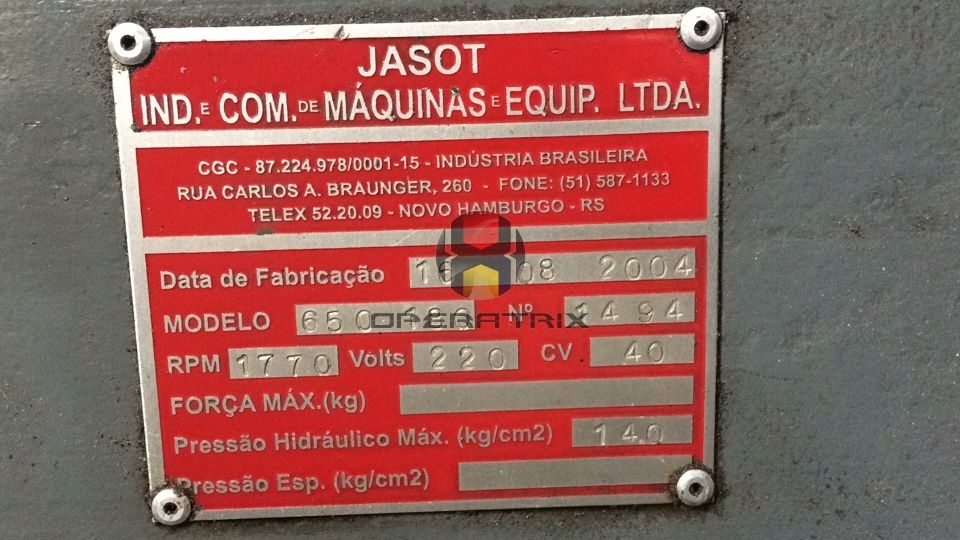 JASOT
IND. E COM. DE MÁQUINAS E EQUIP. LTDA.
CGC - 87.224.978/0001-15 - INDÚSTRIA BRASILEIRA
RUA CARLOS A. BRAUNGER, 260 - FONE: (51) 587-1133
TELEX 52.20.09 - NOVO HAMBURGO - RS
Data de Fabricação 16 08 2004
MODELO Nº 1494
OPERATRIX
RPM 1770 Volts 220 CV 40
FORÇA MÁX.(kg)
Pressão Hidráulico Máx. (kg/cm2) 140
Pressão Esp. (kg/cm2)